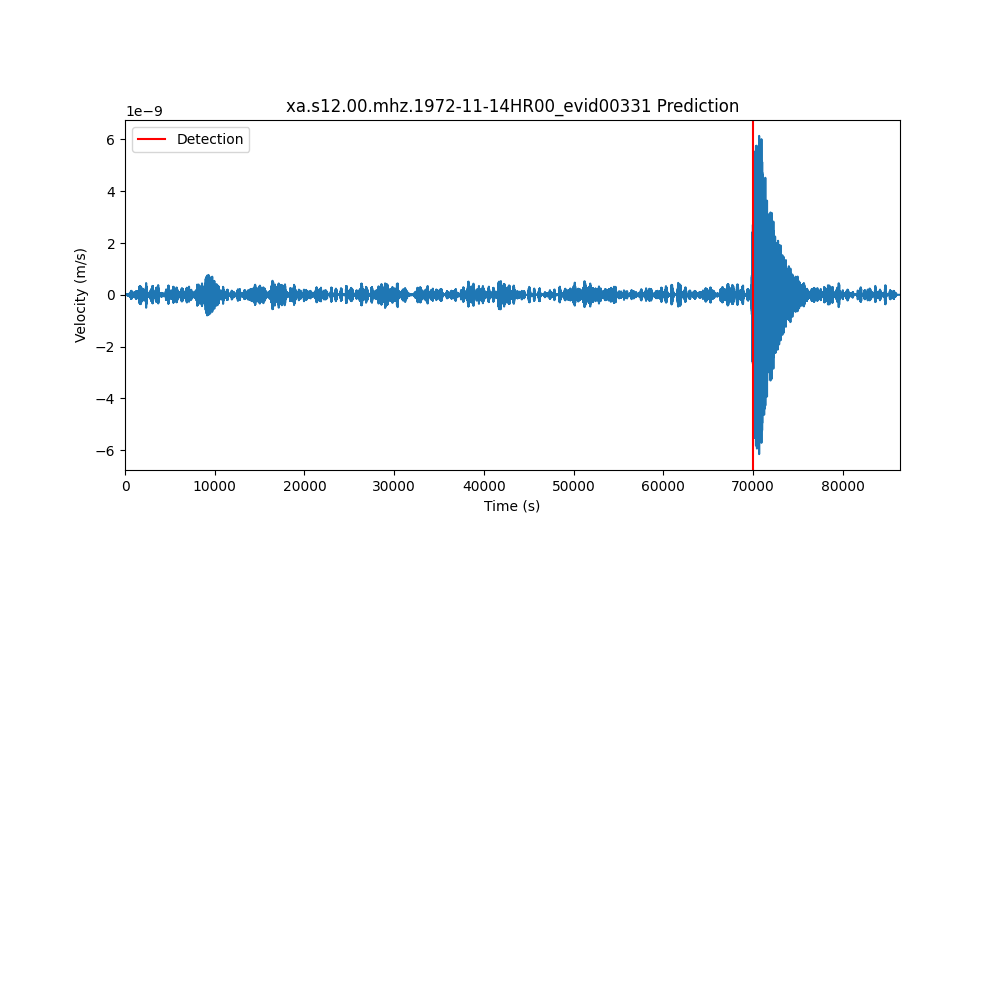 xa.s12.00.mhz.1972-11-14HR00_evid00331 Prediction
1e−9
Detection
6
4
2
0
−2
−4
−6
Velocity (m/s)
0 10000 20000 30000 40000 50000 60000 70000 80000
Time (s)